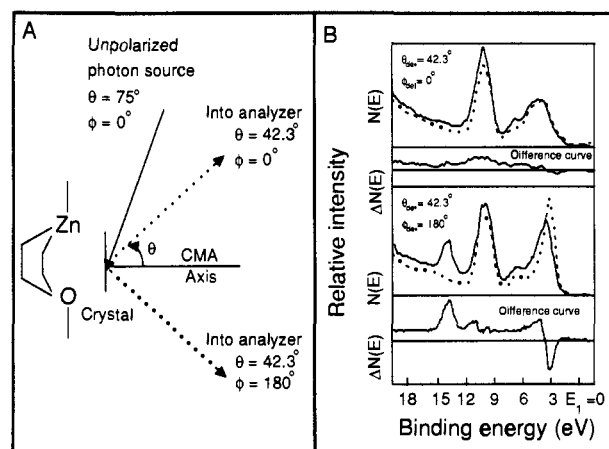 A
Unpolarized
photon source
θ = 75°
ϕ = 0°
Into analyzer
θ = 42.3°
ϕ = 0°
Zn
O
θ
CMA
Axis
Crystal
Into analyzer
θ = 42.3°
ϕ = 180°
B
Relative intensity
N(E)
θdet = 42.3°
ϕdet = 0°
ΔN(E)
Difference curve
N(E)
θdet = 42.3°
ϕdet = 180°
ΔN(E)
Difference curve
18 15 12 9 6 3 E1 =0
Binding energy (eV)